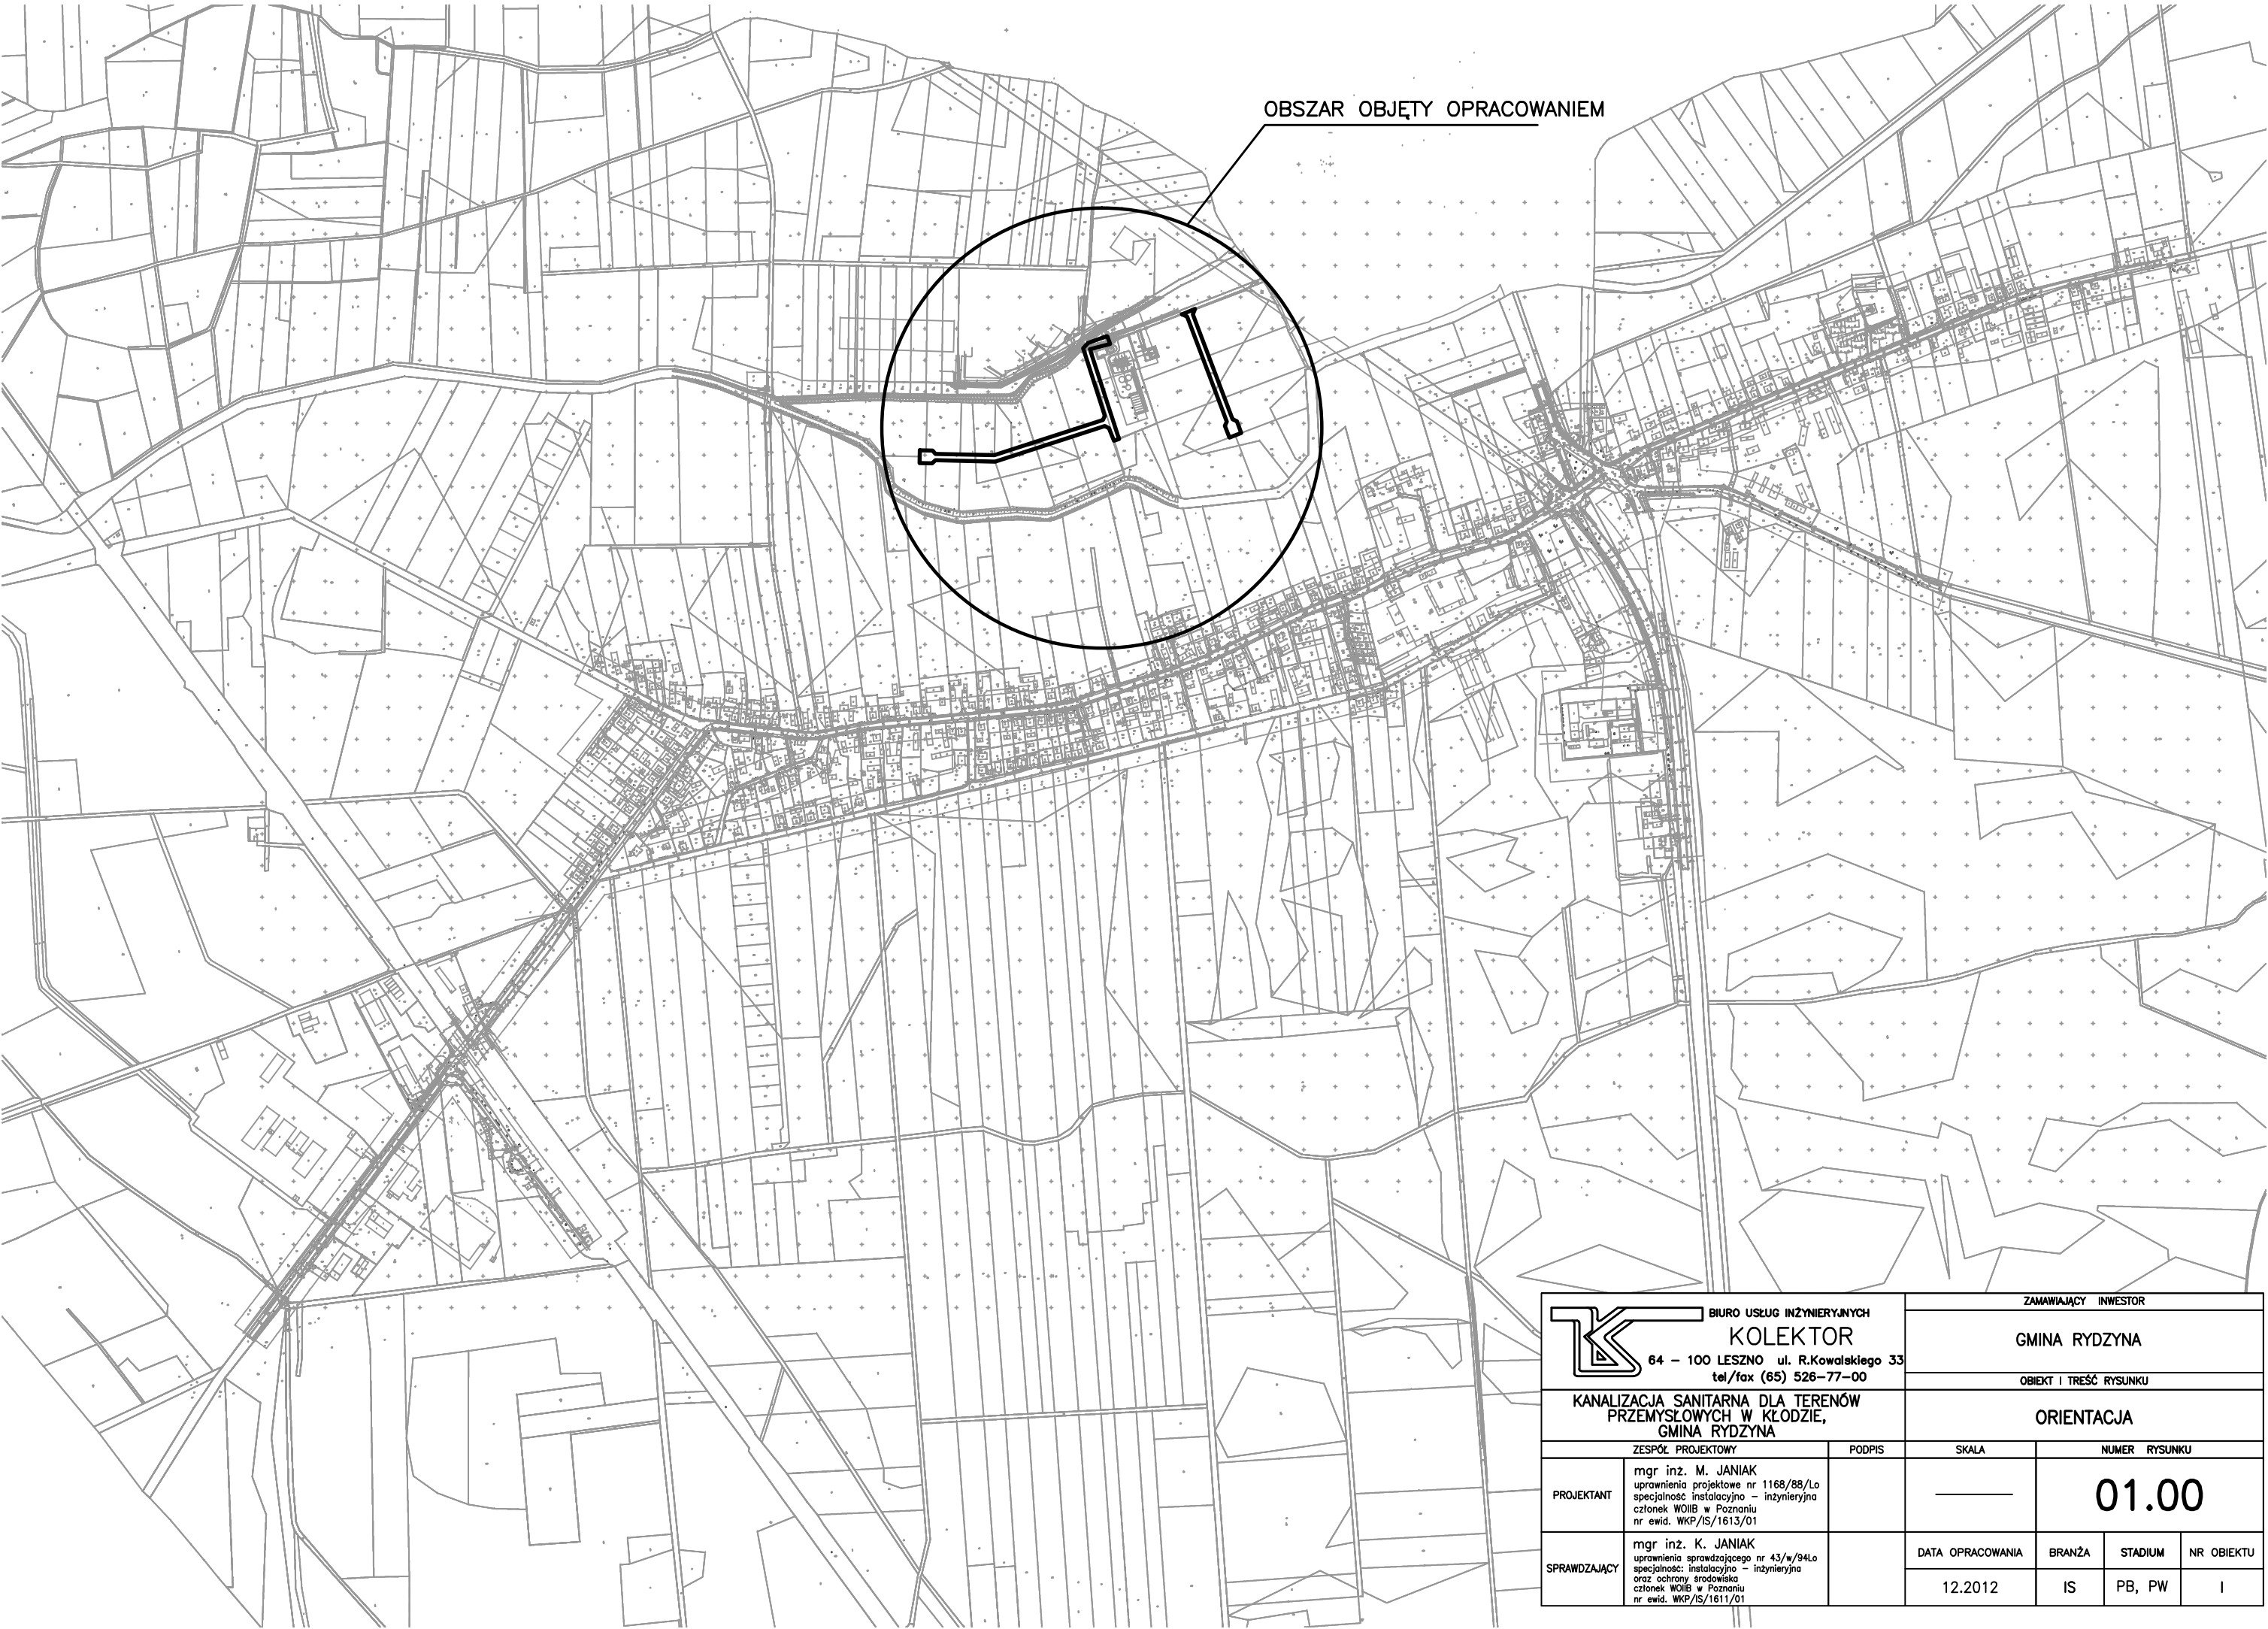 OBSZAR OBJĘTY OPRACOWANIEM
BIURO USŁUG INŻYNIERYJNYCH
KOLEKTOR
64 – 100 LESZNO ul. R.Kowalskiego 33
tel/fax (65) 526–77–00
ZAMAWIAJĄCY INWESTOR
GMINA RYDZYNA
OBIEKT I TREŚĆ RYSUNKU
KANALIZACJA SANITARNA DLA TERENÓW
PRZEMYSŁOWYCH W KŁODZIE,
GMINA RYDZYNA
ORIENTACJA
ZESPÓŁ PROJEKTOWY
PODPIS
SKALA
NUMER RYSUNKU
PROJEKTANT
mgr inż. M. JANIAK
uprawnienia projektowe nr 1168/88/Lo
specjalność instalacyjno – inżynieryjna
członek WOIIB w Poznaniu
nr ewid. WKP/IS/1613/01
01.00
SPRAWDZAJĄCY
mgr inż. K. JANIAK
uprawnienia sprawdzającego nr 43/w/94Lo
specjalność: instalacyjno – inżynieryjna
oraz ochrony środowiska
członek WOIIB w Poznaniu
nr ewid. WKP/IS/1611/01
DATA OPRACOWANIA
BRANŻA
STADIUM
NR OBIEKTU
12.2012
IS
PB, PW
I